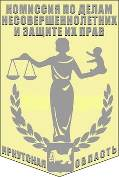 КОМИССИЯ ПО ДЕЛАМ
НЕСОВЕРШЕННОЛЕТНИХ
И ЗАЩИТЕ ИХ ПРАВ
ИРКУТСКАЯ ОБЛАСТЬ